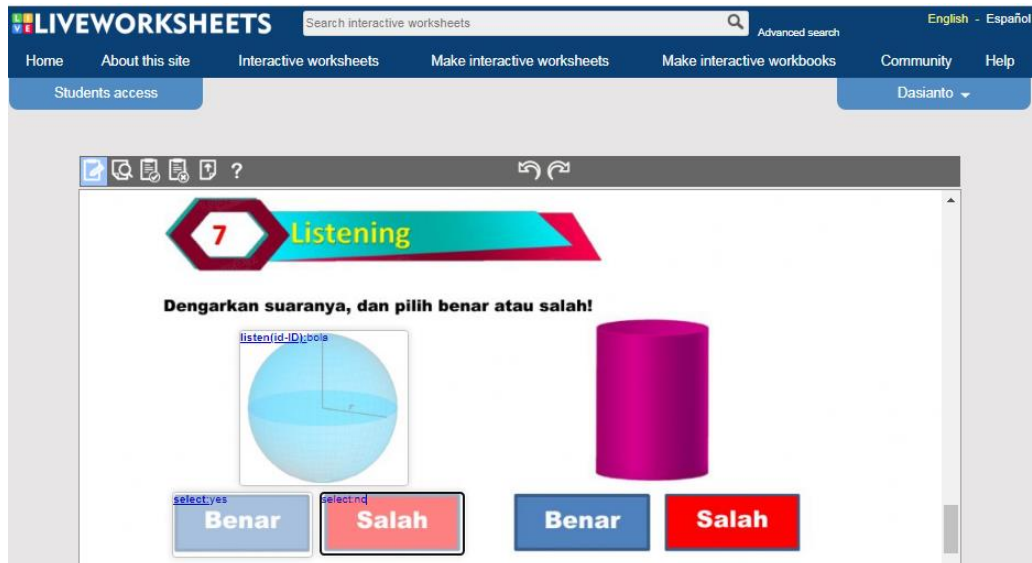 LIVEWORKSHEETS
Search interactive worksheets
Advanced search
English - Español
Home About this site Interactive worksheets Make interactive worksheets Make interactive workbooks Community Help
Students access
Dasianto
?
7 Listening
Dengarkan suaranya, dan pilih benar atau salah!
listen(id-ID):bola
r
select:yes
select:no
Benar Salah Benar Salah